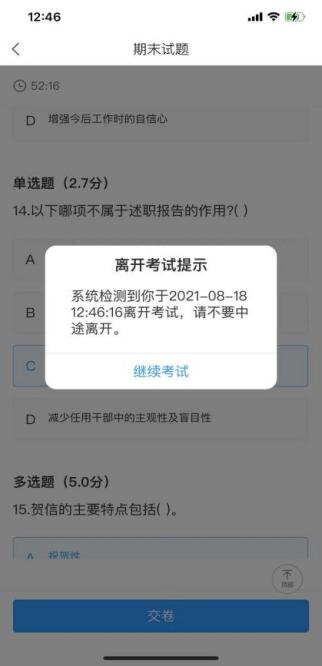 12:46
期末试题
52:16
D 增强今后工作时的自信心
单选题（2.7分）
14.以下哪项不属于述职报告的作用?( )
A
离开考试提示
系统检测到你于2021-08-18
12:46:16离开考试，请不要中
途离开。
B
继续考试
C
D 减少任用干部中的主观性及盲目性
多选题（5.0分）
15.贺信的主要特点包括( )。
A 祝贺性
顶部
交卷